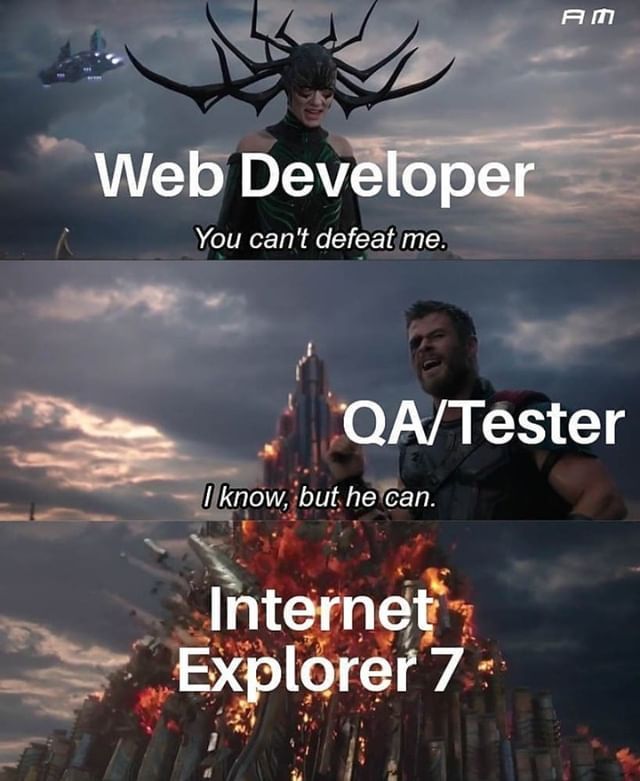 AM
Web Developer
You can't defeat me.
QA/Tester
I know, but he can.
Internet
Explorer 7